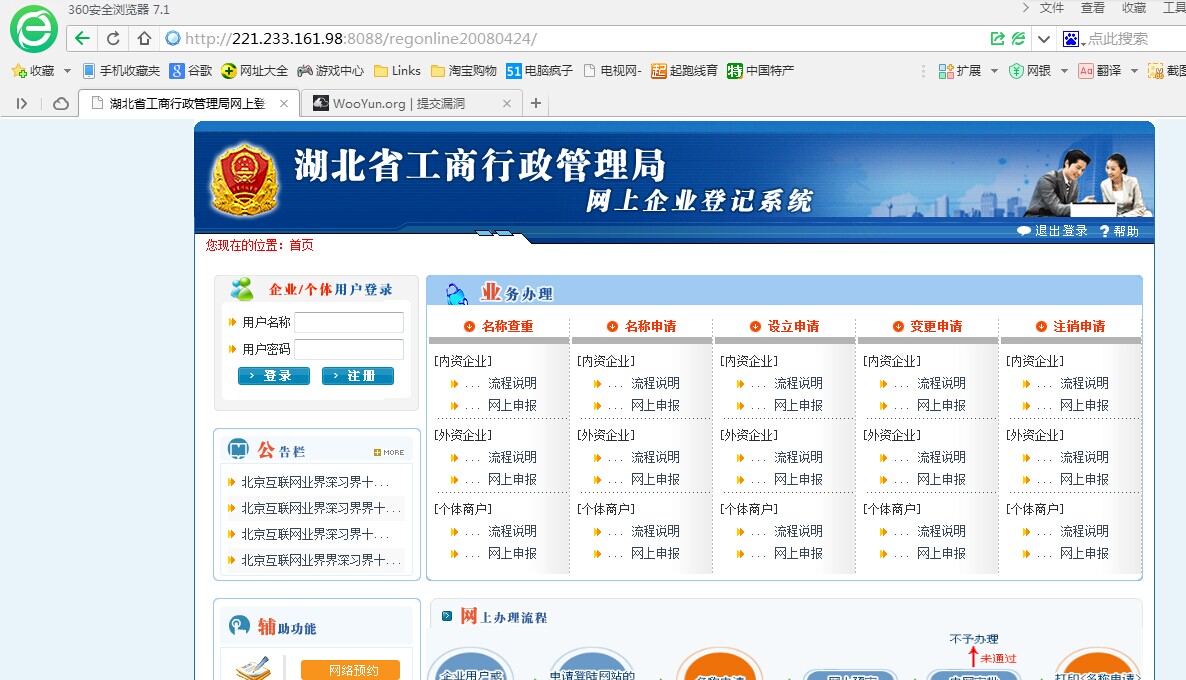 360安全浏览器 7.1
文件 查看 收藏 工具
http://221.233.161.98:8088/regonline20080424/
点此搜索
收藏 手机收藏夹 谷歌 网址大全 游戏中心 Links 淘宝购物 51 电脑疯子 电视网- 起 起跑线育 特 中国特产 扩展 网银 Aa 翻译 截图
湖北省工商行政管理局网上登 WooYun.org | 提交漏洞
湖北省工商行政管理局
网上企业登记系统
退出登录 ? 帮助
您现在的位置：首页
企业/个体用户登录
用户名称
用户密码
登录 注册
公告栏 MORE
北京互联网业界深习界十...
北京互联网业界深习界界十...
北京互联网业界深习界十...
北京互联网业界界深习界十...
辅助功能
网络预约
业务办理
名称查重 名称申请 设立申请 变更申请 注销申请
[内资企业] [内资企业] [内资企业] [内资企业] [内资企业]
... 流程说明 ... 流程说明 ... 流程说明 ... 流程说明 ... 流程说明
... 网上申报 ... 网上申报 ... 网上申报 ... 网上申报 ... 网上申报
[外资企业] [外资企业] [外资企业] [外资企业] [外资企业]
... 流程说明 ... 流程说明 ... 流程说明 ... 流程说明 ... 流程说明
... 网上申报 ... 网上申报 ... 网上申报 ... 网上申报 ... 网上申报
[个体商户] [个体商户] [个体商户] [个体商户] [个体商户]
... 流程说明 ... 流程说明 ... 流程说明 ... 流程说明 ... 流程说明
... 网上申报 ... 网上申报 ... 网上申报 ... 网上申报 ... 网上申报
网上办理流程
不予办理
未通过
企业用户或 申请登陆网站的 名称申请 打印<名称申请>